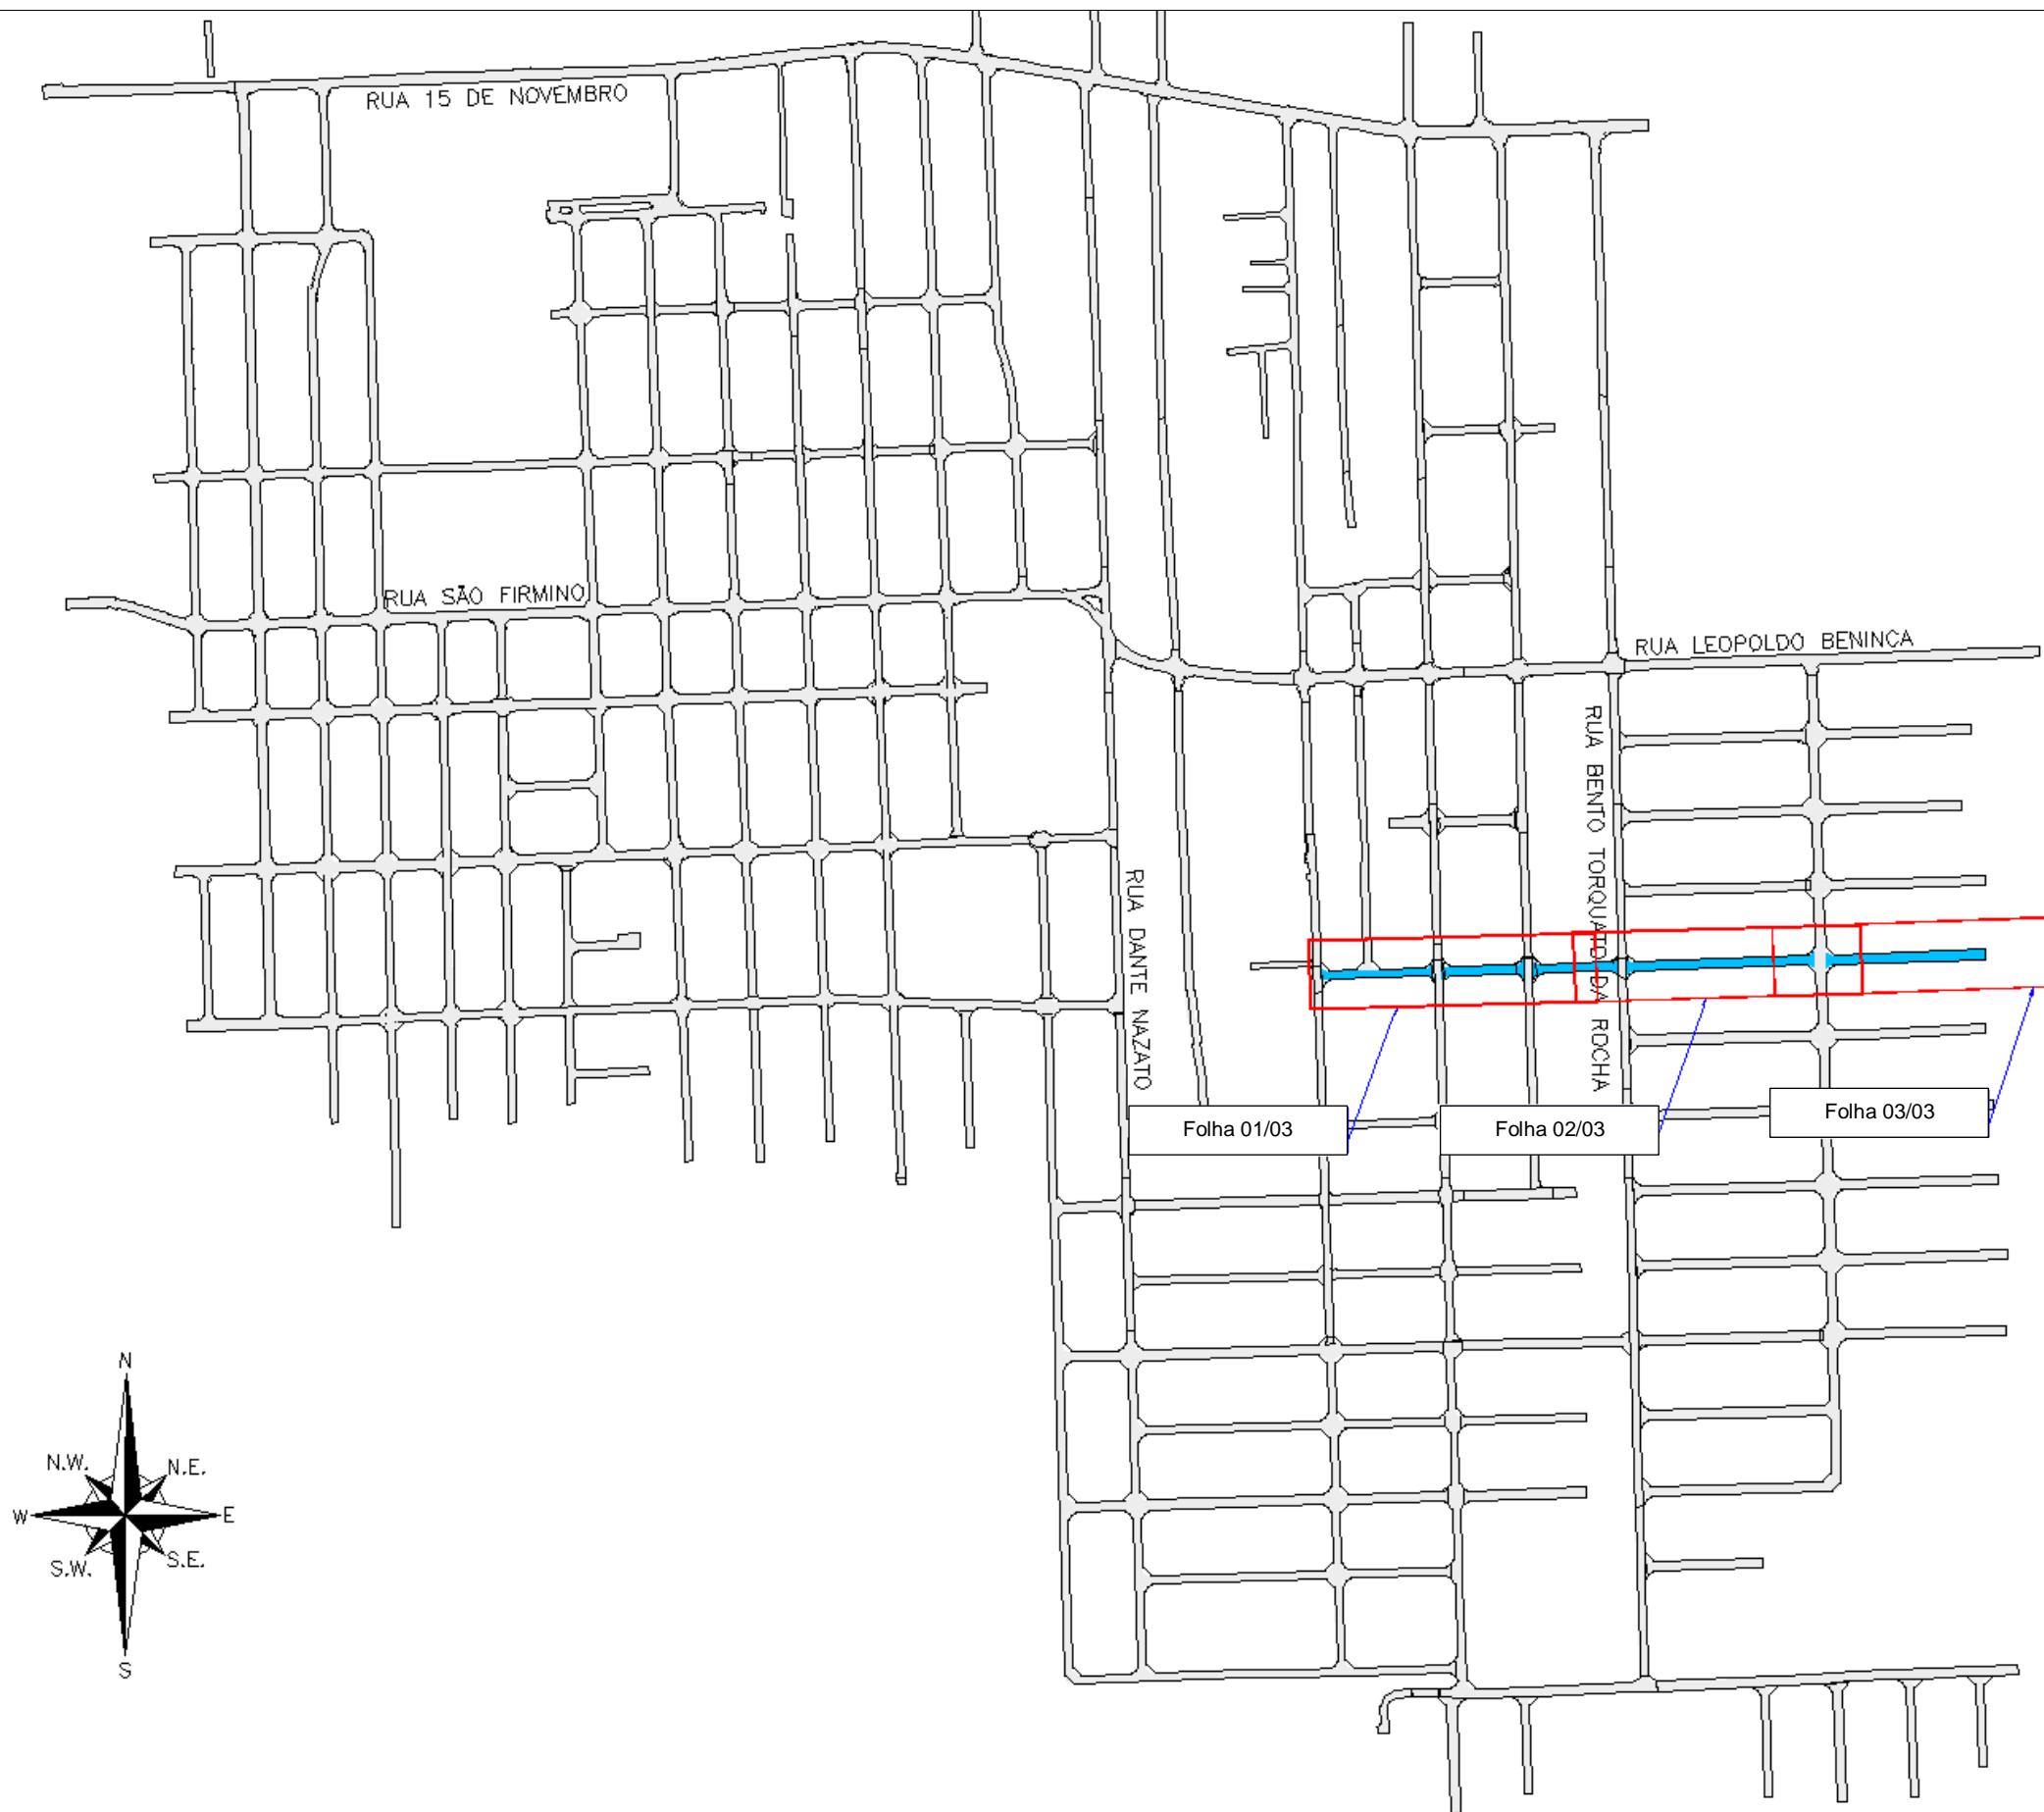 RUA 15 DE NOVEMBRO
RUA SÃO FIRMINO
RUA LEOPOLDO BENINCA
RUA BENTO TORQUATO DA ROCHA
RUA DANTE NAZATO
Folha 01/03
Folha 02/03
Folha 03/03
N
N.W.
N.E.
W
E
S.W.
S.E.
S